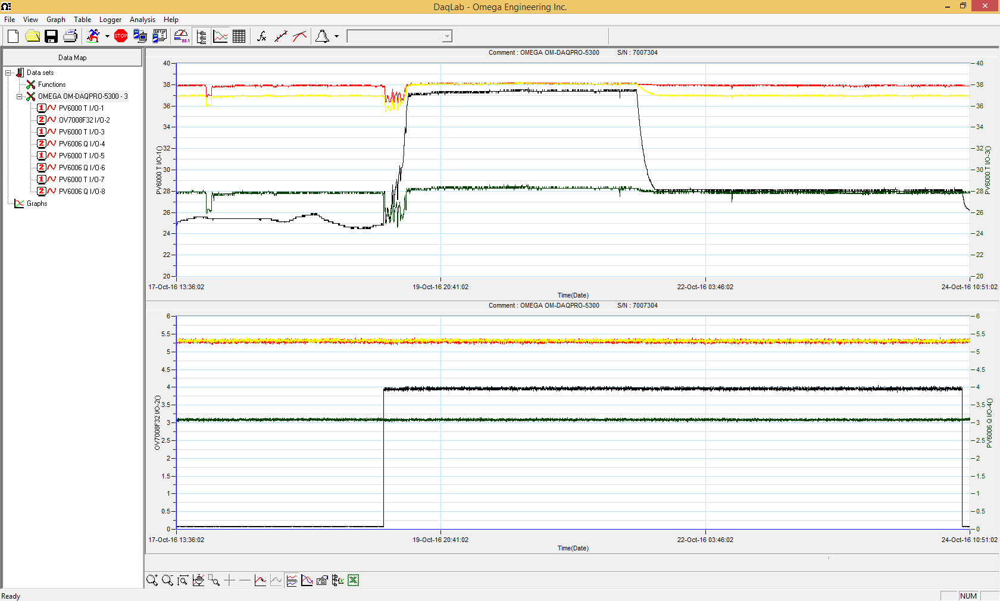 DaqLab - Omega Engineering Inc.
File View Graph Table Logger Analysis Help
STOP SETUP 22.1 fx
Data Map
Data sets
Functions
OMEGA OM-DAQPRO-5300 - 3
1 PV6000 T I/O-1
2 OV7008F32 I/O-2
1 PV6000 T I/O-3
2 PV6006 Q I/O-4
1 PV6000 T I/O-5
2 PV6006 Q I/O-6
1 PV6000 T I/O-7
2 PV6006 Q I/O-8
Graphs
Comment : OMEGA OM-DAQPRO-5300 S/N : 7007304
40 40
38 38
36 36
34 34
32 32
30 30
28 28
26 26
24 24
22 22
20 20
PV6000 T I/O-1()
PV6000 T I/O-3()
17-Oct-16 13:36:02 19-Oct-16 20:41:02 22-Oct-16 03:46:02 24-Oct-16 10:51:02
Time(Date)
Comment : OMEGA OM-DAQPRO-5300 S/N : 7007304
6 6
5.5 5.5
5 5
4.5 4.5
4 4
3.5 3.5
3 3
2.5 2.5
2 2
1.5 1.5
1 1
0.5 0.5
0 0
OV7008F32 I/O-2()
PV6006 Q I/O-4()
17-Oct-16 13:36:02 19-Oct-16 20:41:02 22-Oct-16 03:46:02 24-Oct-16 10:51:02
Time(Date)
Ready NUM